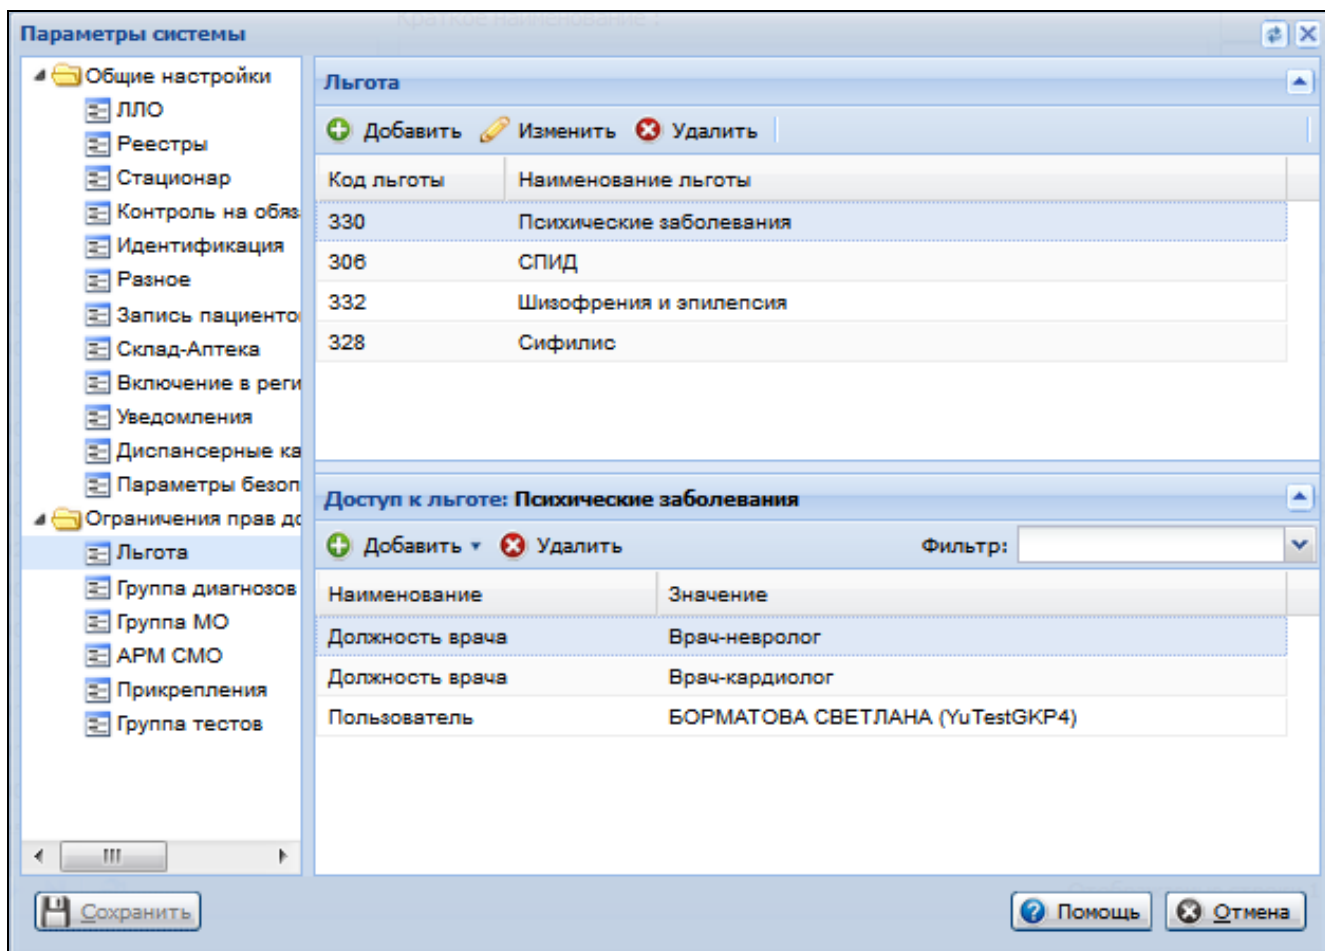 Краткое наименование :
Параметры системы
Общие настройки
ЛЛО
Реестры
Стационар
Контроль на обяз
Идентификация
Разное
Запись пациенто
Склад-Аптека
Включение в реги
Уведомления
Диспансерные ка
Параметры безоп
Ограничения прав до
Льгота
Группа диагнозов
Группа МО
АРМ СМО
Прикрепления
Группа тестов
Льгота
Добавить Изменить Удалить
Код льготы Наименование льготы
330 Психические заболевания
306 СПИД
332 Шизофрения и эпилепсия
328 Сифилис
Доступ к льготе: Психические заболевания
Добавить Удалить Фильтр:
Наименование Значение
Должность врача Врач-невролог
Должность врача Врач-кардиолог
Пользователь БОРМАТОВА СВЕТЛАНА (YuTestGKP4)
Сохранить Помощь Отмена